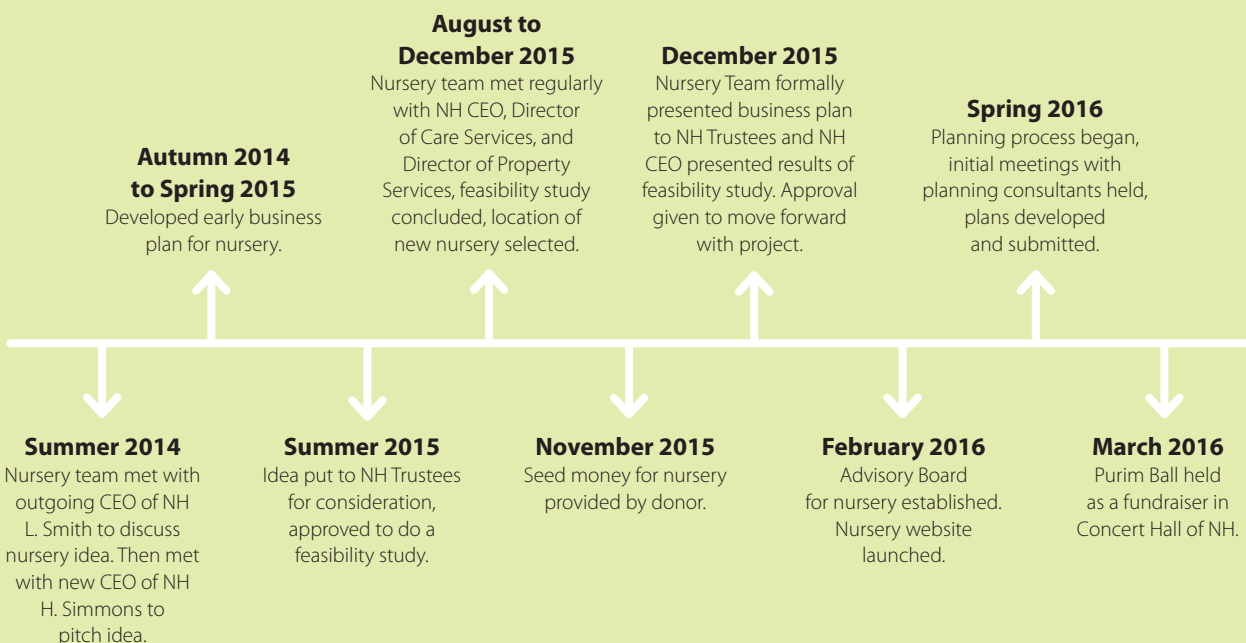 August to
December 2015
Nursery team met regularly
with NH CEO, Director
of Care Services, and
Director of Property
Services, feasibility study
concluded, location of
new nursery selected.
December 2015
Nursery Team formally
presented business plan
to NH Trustees and NH
CEO presented results of
feasibility study. Approval
given to move forward
with project.
Spring 2016
Planning process began,
initial meetings with
planning consultants held,
plans developed
and submitted.
Autumn 2014
to Spring 2015
Developed early business
plan for nursery.
Summer 2014
Nursery team met with
outgoing CEO of NH
L. Smith to discuss
nursery idea. Then met
with new CEO of NH
H. Simmons to
pitch idea.
Summer 2015
Idea put to NH Trustees
for consideration,
approved to do a
feasibility study.
November 2015
Seed money for nursery
provided by donor.
February 2016
Advisory Board
for nursery established.
Nursery website
launched.
March 2016
Purim Ball held
as a fundraiser in
Concert Hall of NH.